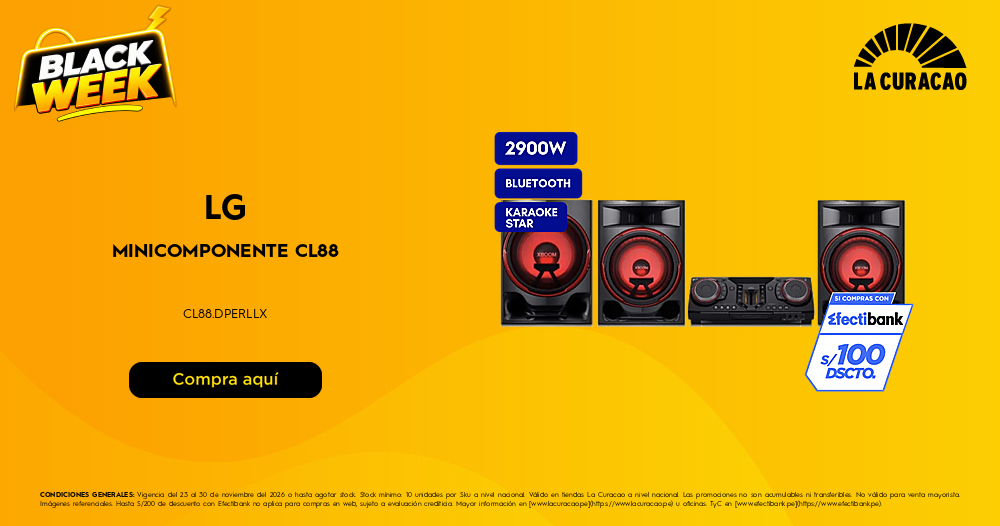 BLACK
WEEK
LA CURACAO
2900W
BLUETOOTH
KARAOKE
STAR
LG
MINICOMPONENTE CL88
CL88.DPERLLX
Compra aquí
XBOOM
XBOOM
XBOOM
SI COMPRAS CON
Efectibank
S/100
DSCTO.
CONDICIONES GENERALES: Vigencia del 23 al 30 de noviembre del 2026 o hasta agotar stock. Stock mínimo: 10 unidades por Sku a nivel nacional. Válido en tiendas La Curacao a nivel nacional. Las promociones no son acumulables ni transferibles. No válido para venta mayorista.
Imágenes referenciales. Hasta S/200 de descuento con Efectibank no aplica para compras en web, sujeto a evaluación crediticia. Mayor información en [www.lacuracao.pe](https://www.lacuracao.pe) u oficinas. TyC en [www.efectibank.pe](https://www.efectibank.pe).